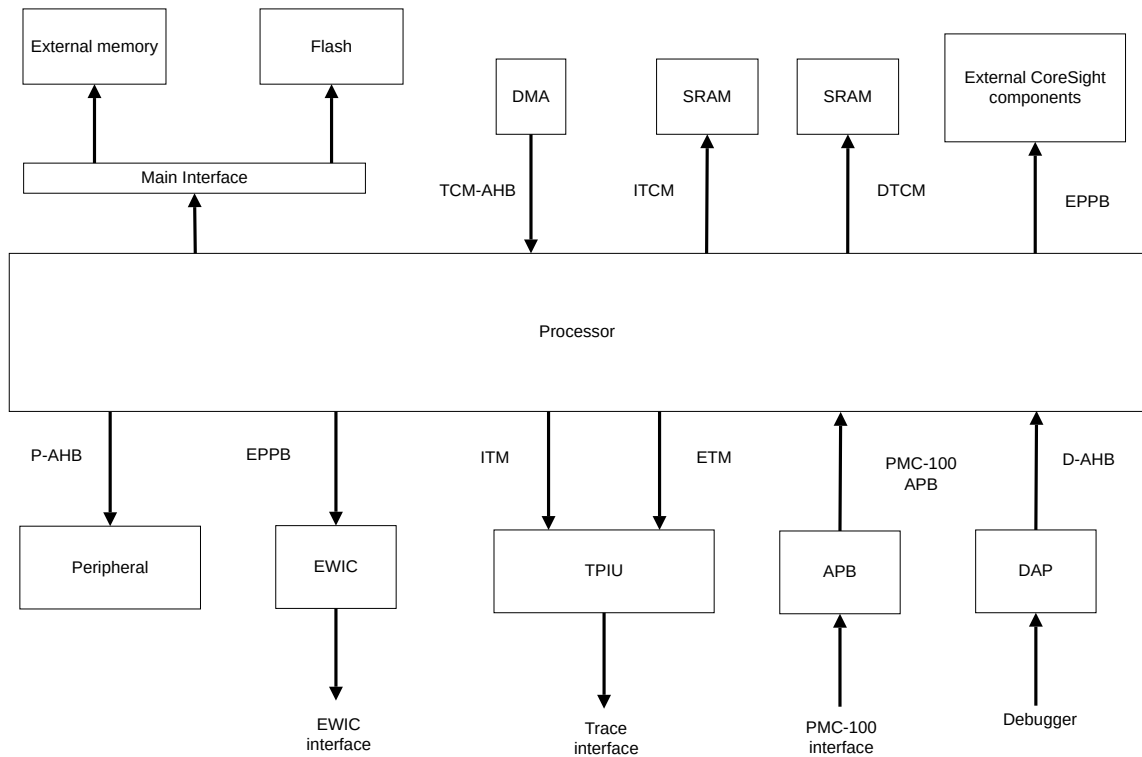 External memory
Flash
DMA
SRAM
SRAM
External CoreSight
components
Main Interface
TCM-AHB
ITCM
DTCM
EPPB
Processor
P-AHB
EPPB
ITM
ETM
PMC-100
APB
D-AHB
Peripheral
EWIC
TPIU
APB
DAP
EWIC
interface
Trace
interface
PMC-100
interface
Debugger